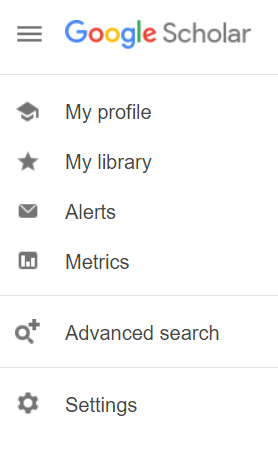 Google Scholar
My profile
My library
Alerts
Metrics
Advanced search
Settings